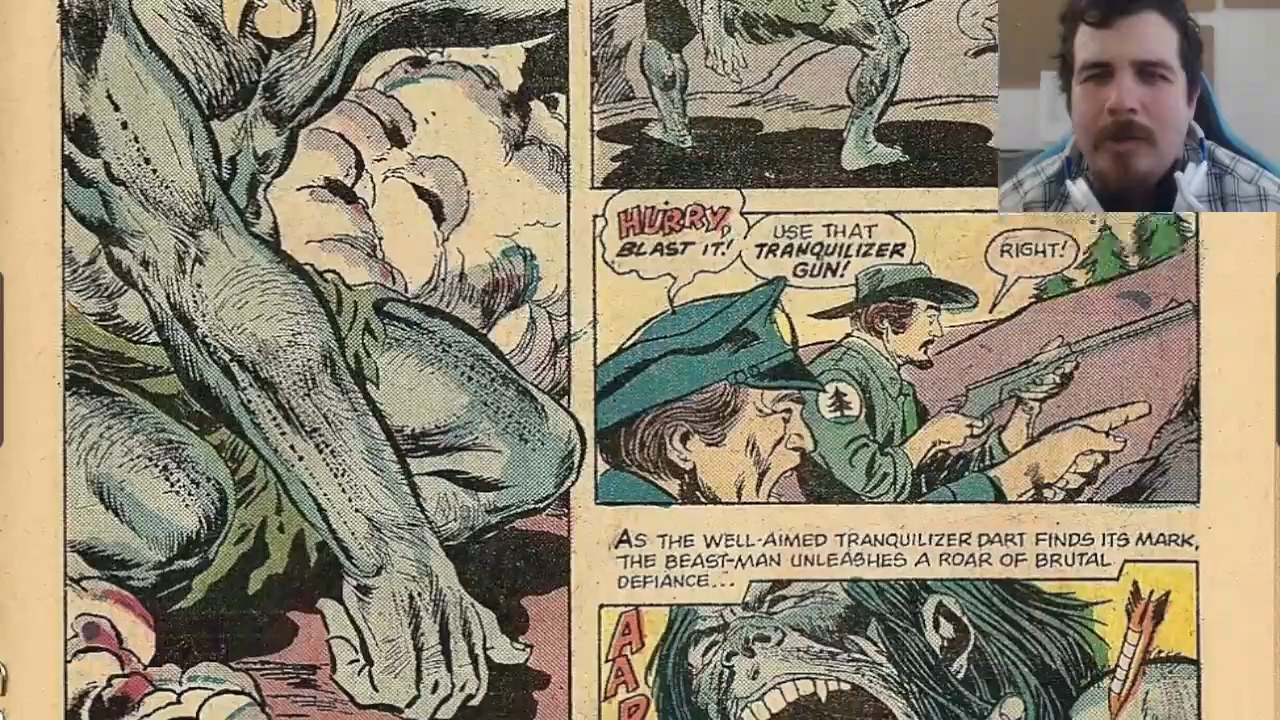 HURRY,
BLAST IT!
USE THAT
TRANQUILIZER
GUN!
RIGHT!
AS THE WELL-AIMED TRANQUILIZER DART FINDS ITS MARK,
THE BEAST-MAN UNLEASHES A ROAR OF BRUTAL
DEFIANCE...
A
A